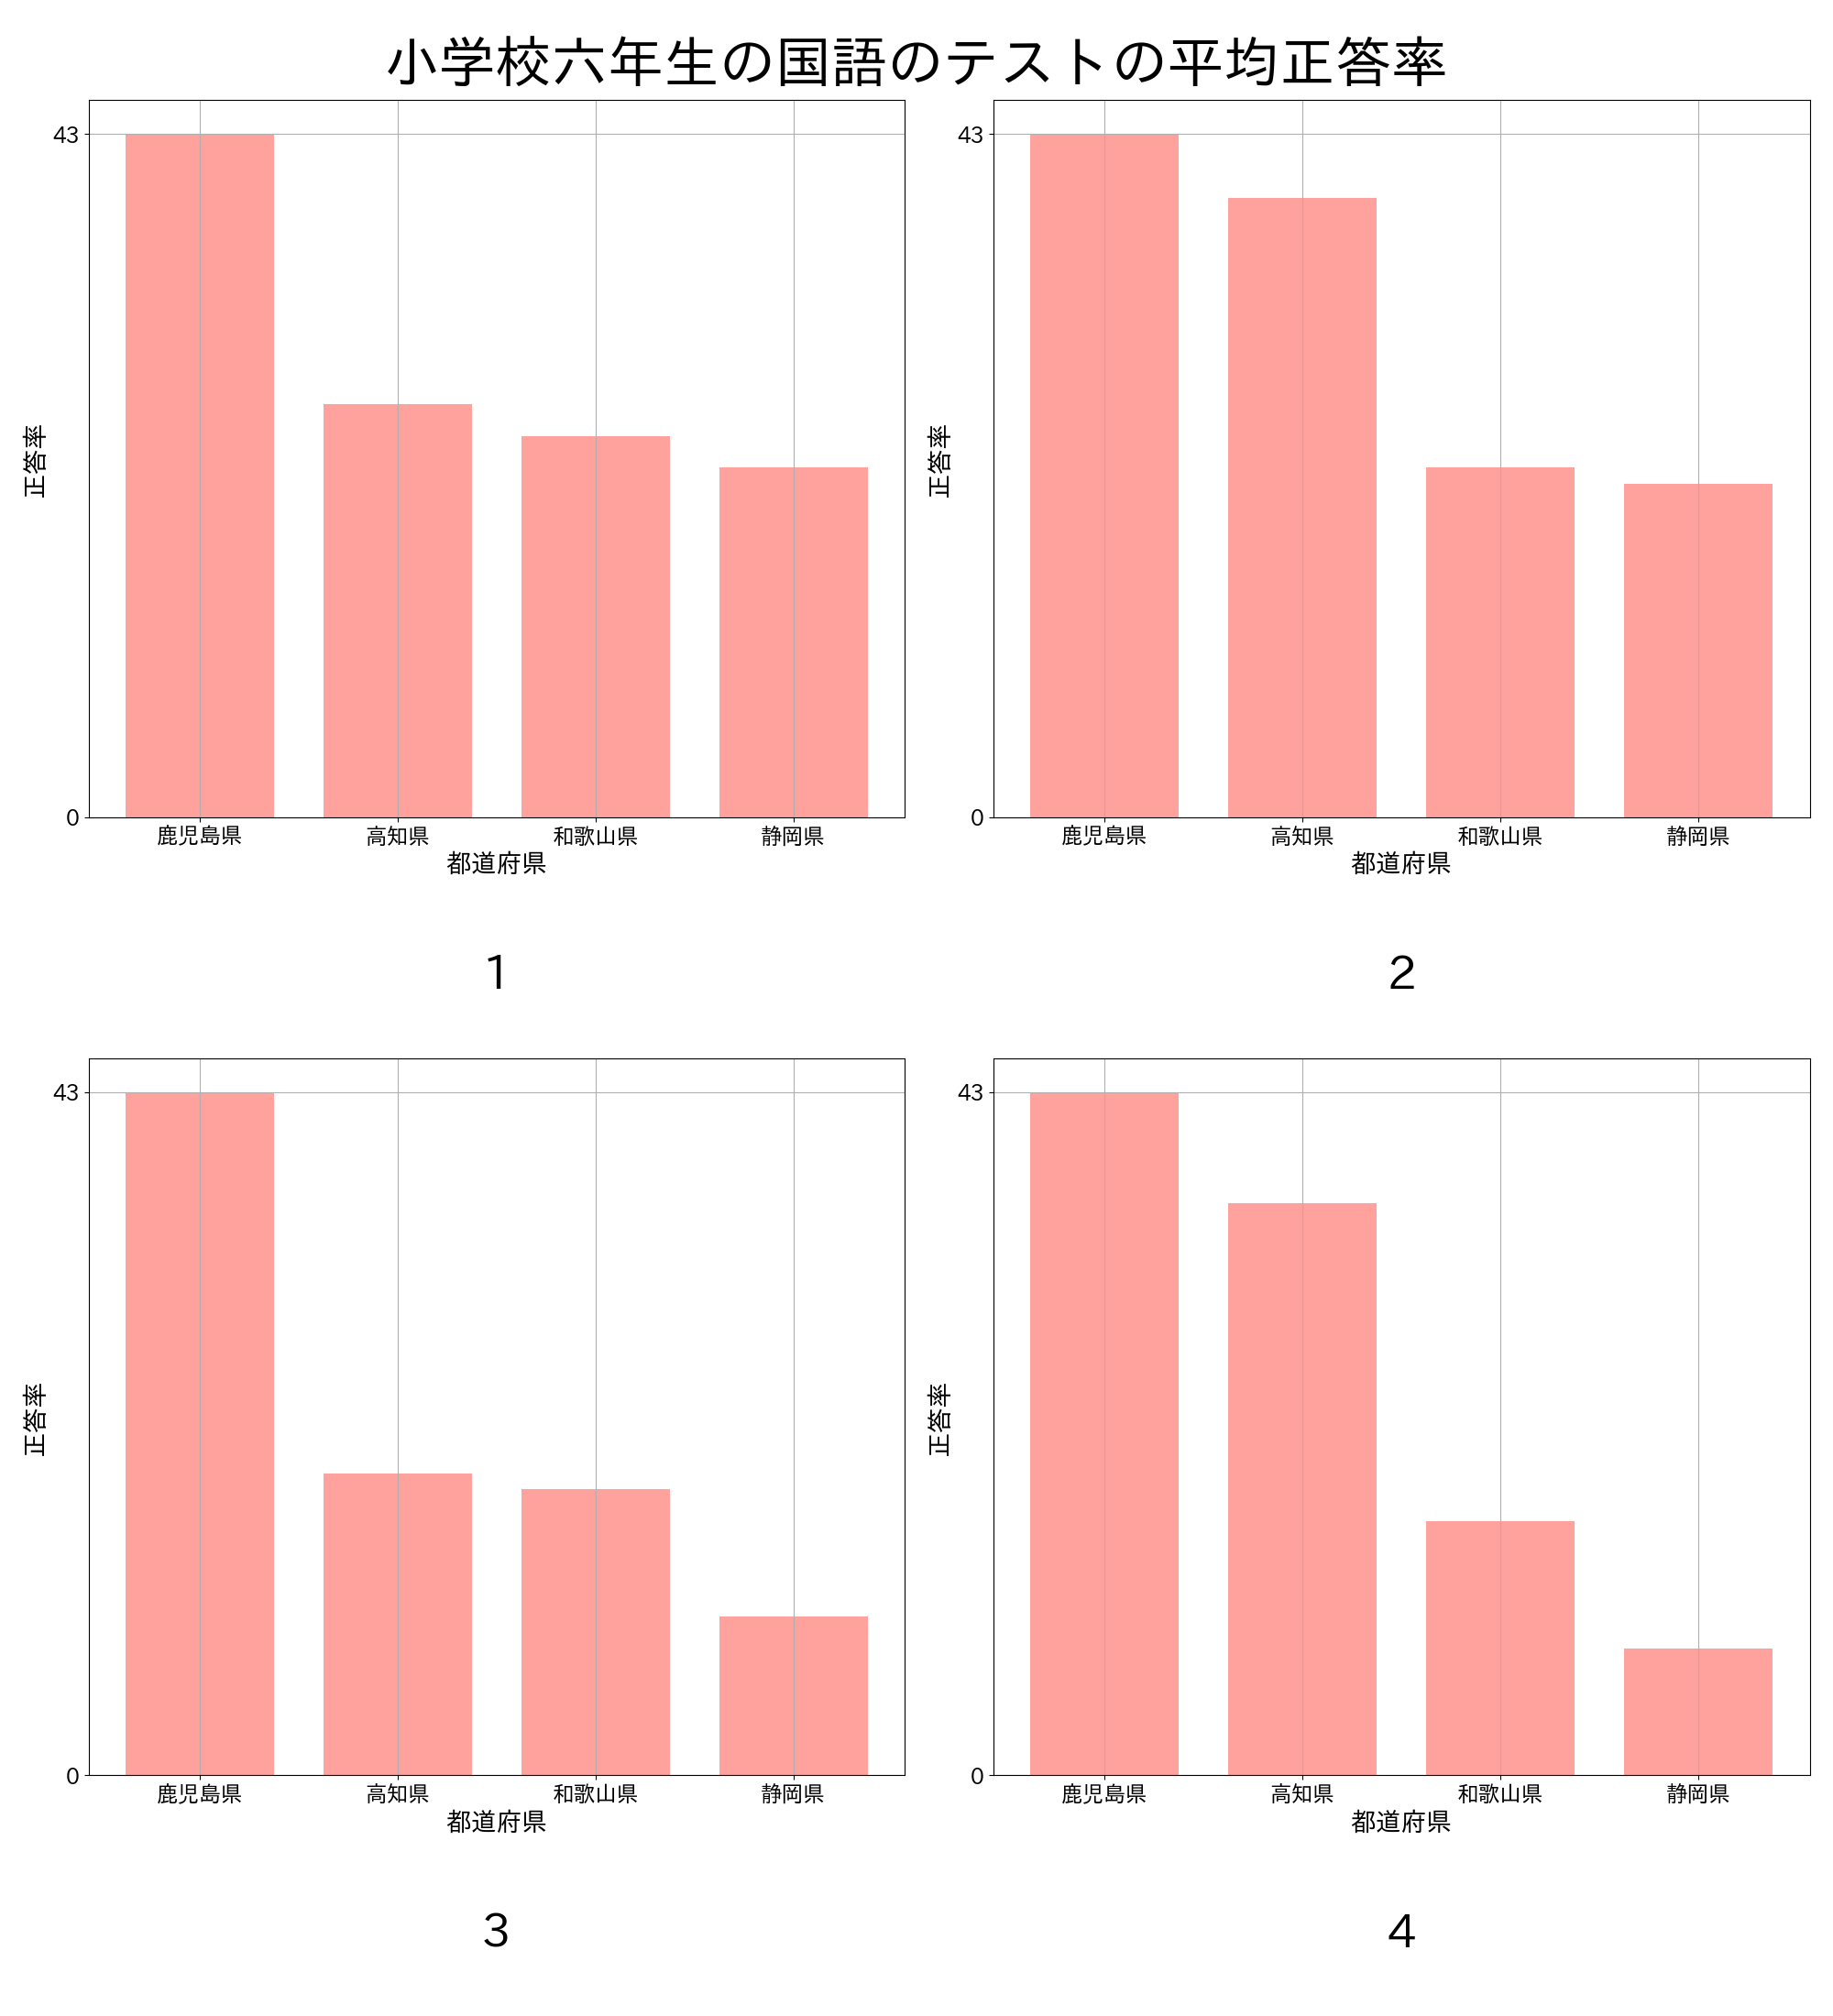 小学校六年生の国語のテストの平均正答率
43
0
正答率
鹿児島県 高知県 和歌山県 静岡県
都道府県
1
43
0
正答率
鹿児島県 高知県 和歌山県 静岡県
都道府県
2
43
0
正答率
鹿児島県 高知県 和歌山県 静岡県
都道府県
3
43
0
正答率
鹿児島県 高知県 和歌山県 静岡県
都道府県
4